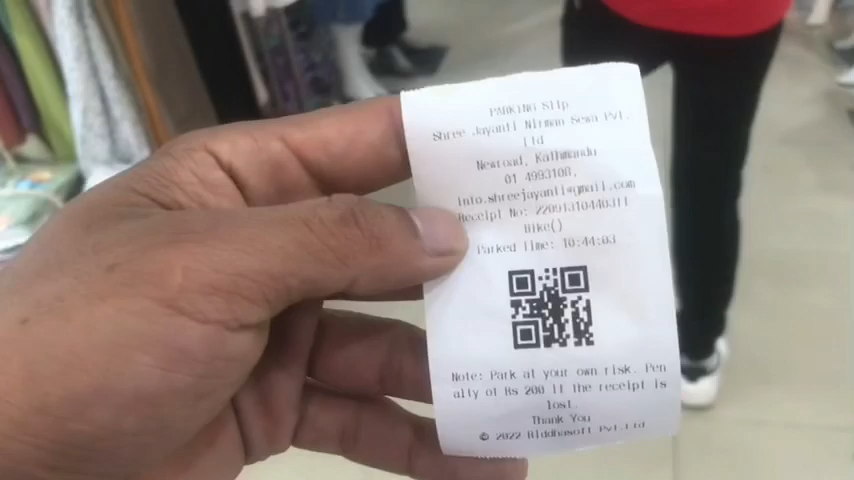 PARKING Slip
Shree Jayanti Nirman Sewa Pvt.
Ltd
Newroad, Kathmandu
01 4993100,
info.shreejayanti@gmail.com
Receipt No: 22091310440311
Bike()
Parked Time: 10:44:03
Note: Park at your own risk. Pen
alty of Rs 200 if the receipt is
lost.
Thank You
© 2022 Riddhasoft Pvt.Ltd